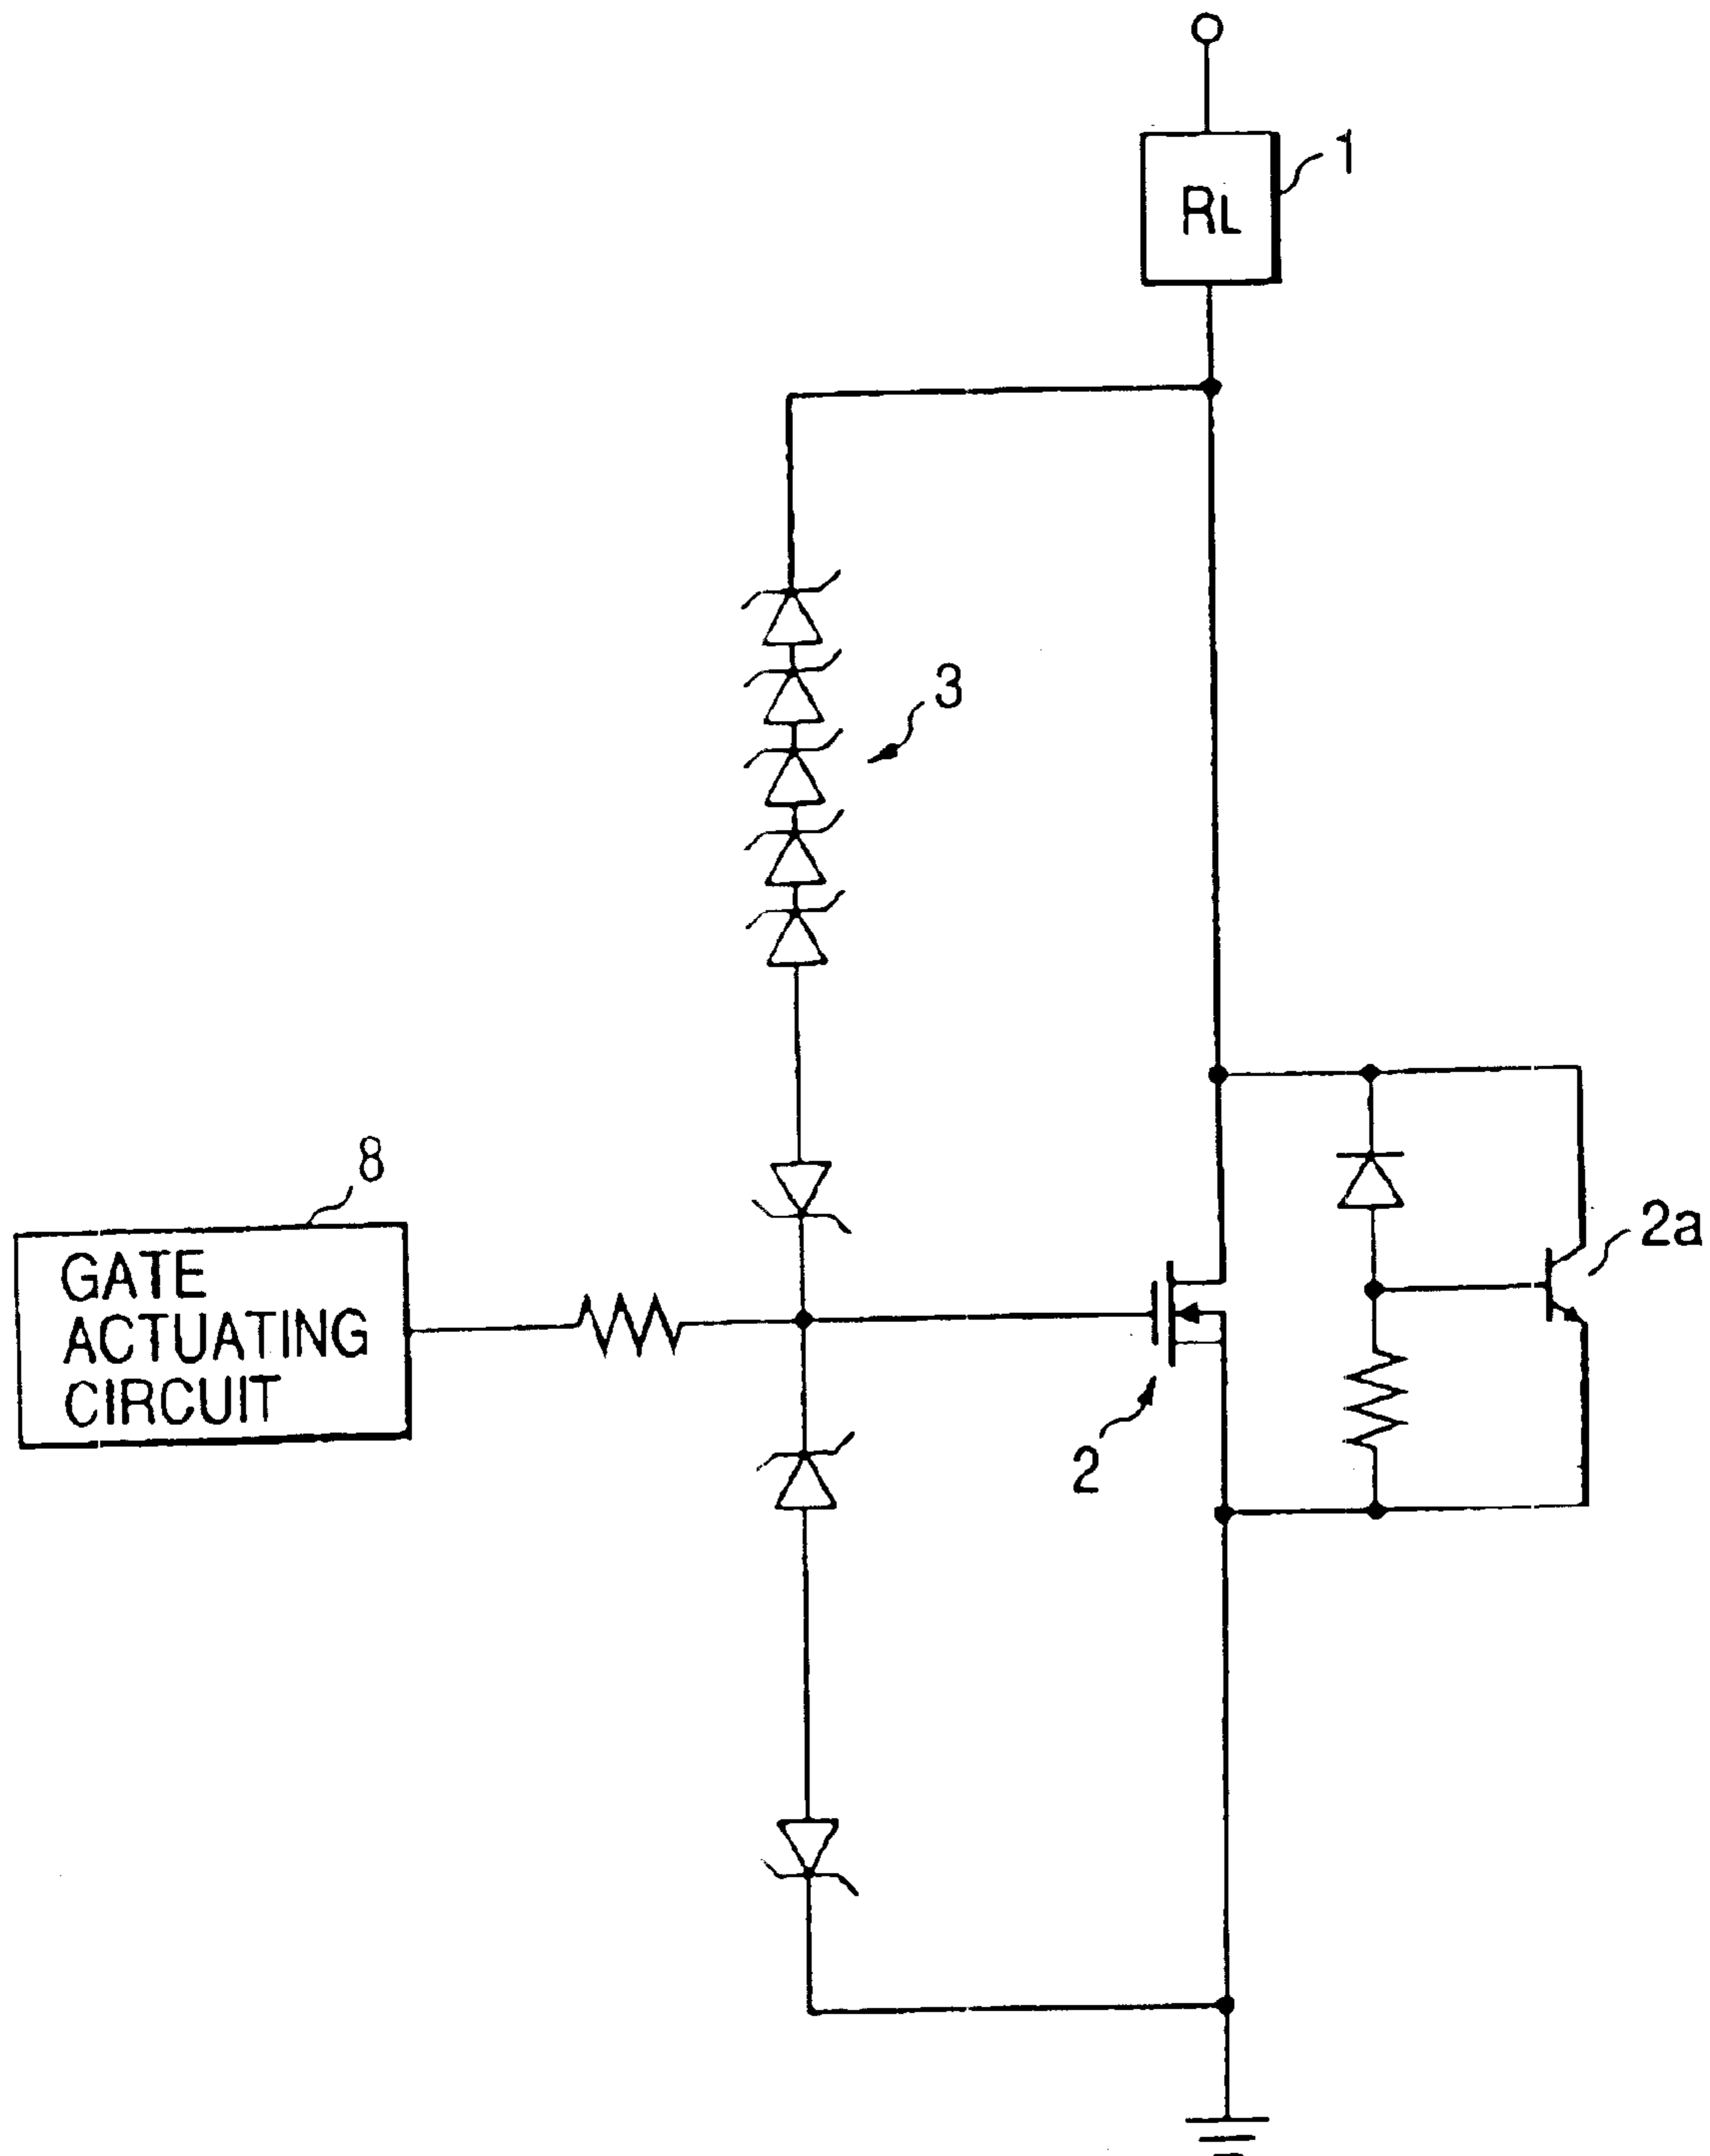 1
RL
3
8
GATE
ACTUATING
CIRCUIT
2a
2